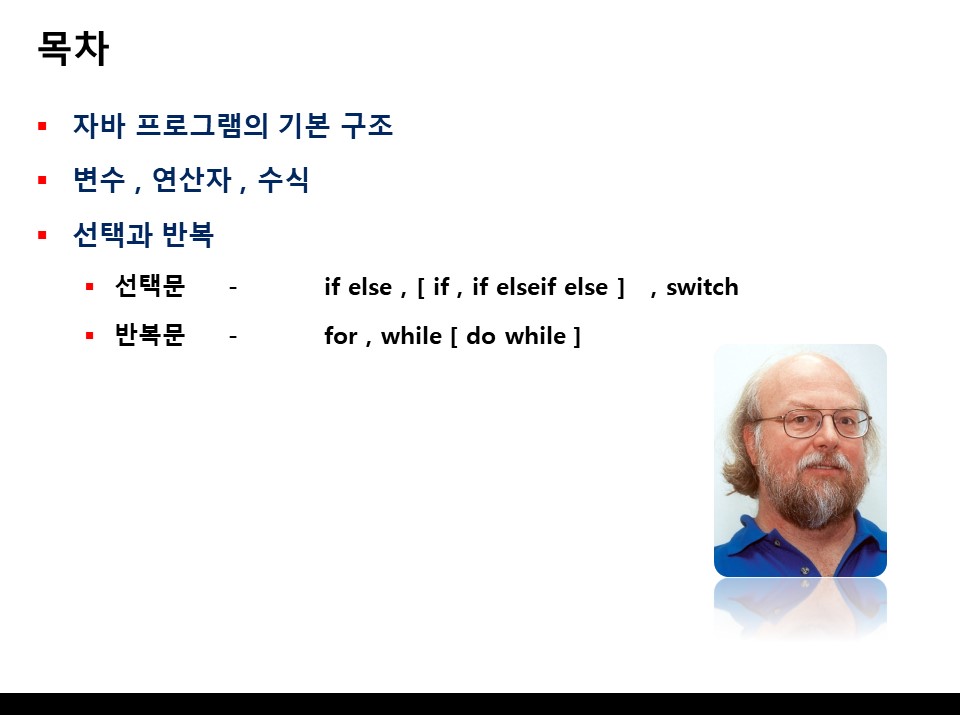 목차
자바 프로그램의 기본 구조
변수 , 연산자 , 수식
선택과 반복
선택문 - if else , [ if , if elseif else ] , switch
반복문 - for , while [ do while ]